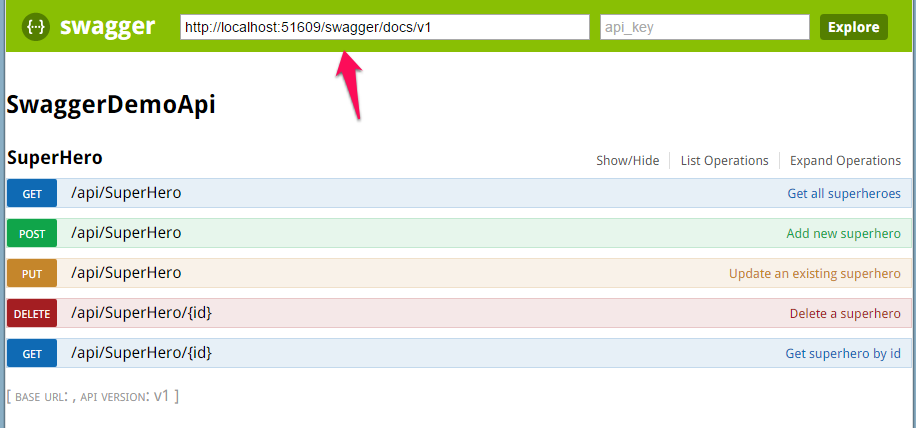 {···} swagger http://localhost:51609/swagger/docs/v1 api_key Explore
SwaggerDemoApi
SuperHero Show/Hide List Operations Expand Operations
GET /api/SuperHero Get all superheroes
POST /api/SuperHero Add new superhero
PUT /api/SuperHero Update an existing superhero
DELETE /api/SuperHero/{id} Delete a superhero
GET /api/SuperHero/{id} Get superhero by id
[ BASE URL: , API VERSION: v1 ]